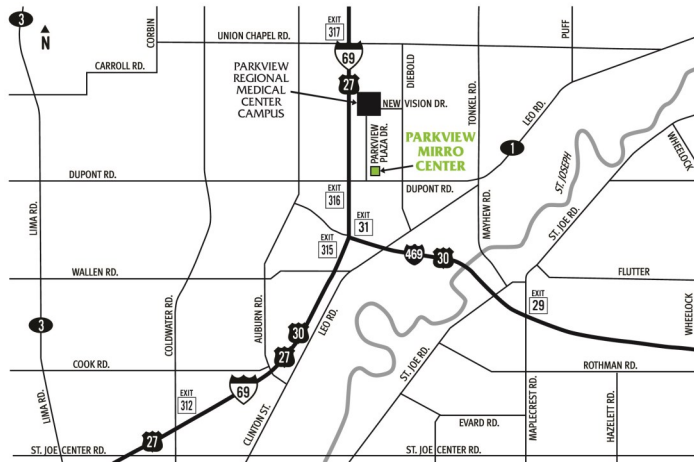 3
N
CORBIN
UNION CHAPEL RD.
EXIT
317
69
27
PUFF
CARROLL RD.
PARKVIEW
REGIONAL
MEDICAL
CENTER
CAMPUS
DIEBOLD
NEW VISION DR.
TONKEL RD.
LEO RD.
PARKVIEW
PLAZA DR.
PARKVIEW
MIRRO
CENTER
1
WHEELOCK
ST. JOSEPH
DUPONT RD.
DUPONT RD.
EXIT
316
LIMA RD.
EXIT
31
MAYHEW RD.
ST. JOE RD.
EXIT
315
469
30
WALLEN RD.
FLUTTER
EXIT
29
WHEELOCK
3
COLDWATER RD.
AUBURN RD.
30
LEO RD.
27
ST. JOE RD.
COOK RD.
ROTHMAN RD.
69
EXIT
312
LIMA RD.
CLINTON ST.
MAPLECREST RD.
HAZELETT RD.
EVARD RD.
27
ST. JOE CENTER RD.
ST. JOE CENTER RD.